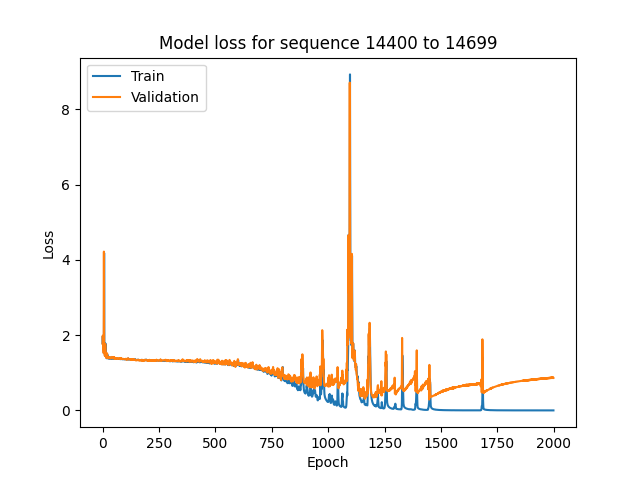 Model loss for sequence 14400 to 14699
Train
Validation
Loss
8
6
4
2
0
0 250 500 750 1000 1250 1500 1750 2000
Epoch